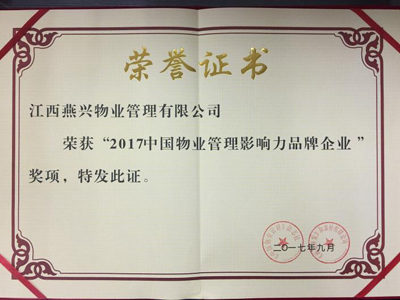 荣誉证书
江西燕兴物业管理有限公司
荣获“2017中国物业管理影响力品牌企业”
奖项，特发此证。
二〇一七年九月